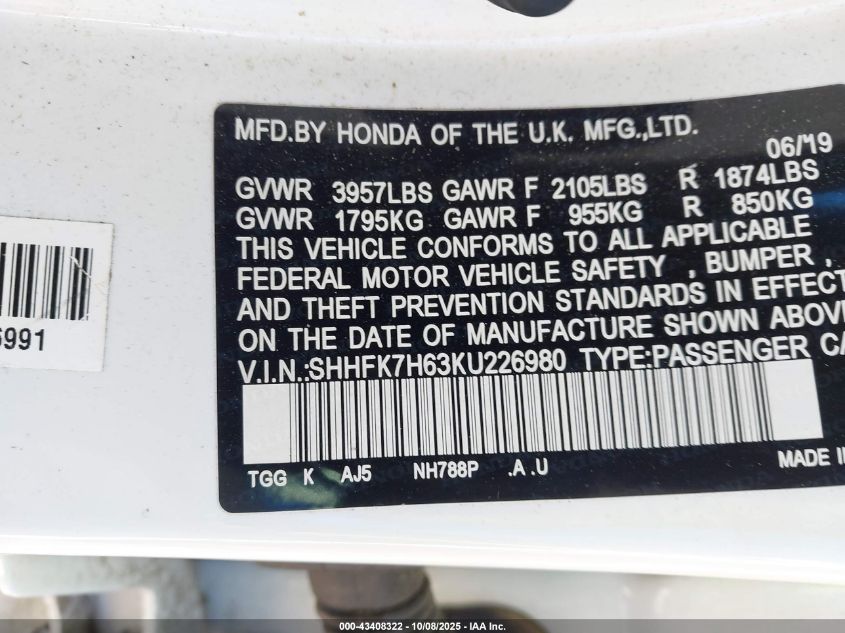 MFD.BY HONDA OF THE U.K. MFG.,LTD.
06/19
GVWR 3957LBS GAWR F 2105LBS R 1874LBS
GVWR 1795KG GAWR F 955KG R 850KG
THIS VEHICLE CONFORMS TO ALL APPLICABLE
FEDERAL MOTOR VEHICLE SAFETY , BUMPER ,
AND THEFT PREVENTION STANDARDS IN EFFECT
ON THE DATE OF MANUFACTURE SHOWN ABOVE
V.I.N.:SHHFK7H63KU226980 TYPE:PASSENGER CA
TGG K AJ5 NH788P .A .U
MADE I
6991
000-43408322 - 10/08/2025 - IAA Inc.